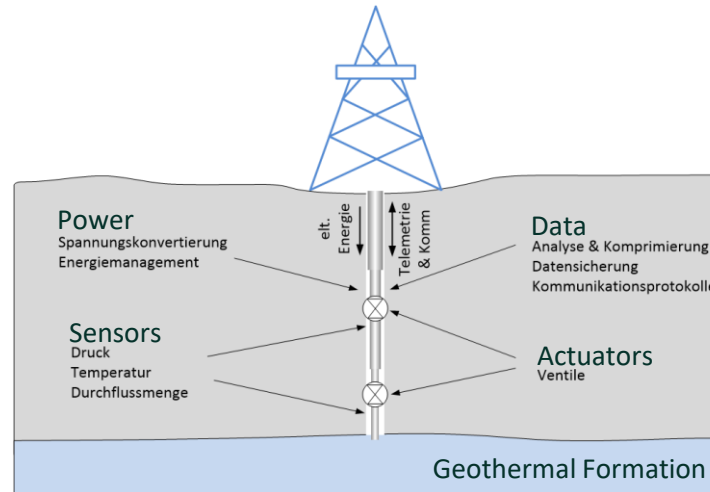 Power
Spannungskonvertierung
Energiemanagement
elt.
Energie
Telemetrie
& Komm
Data
Analyse & Komprimierung
Datensicherung
Kommunikationsprotokolle
Sensors
Druck
Temperatur
Durchflussmenge
Actuators
Ventile
Geothermal Formation